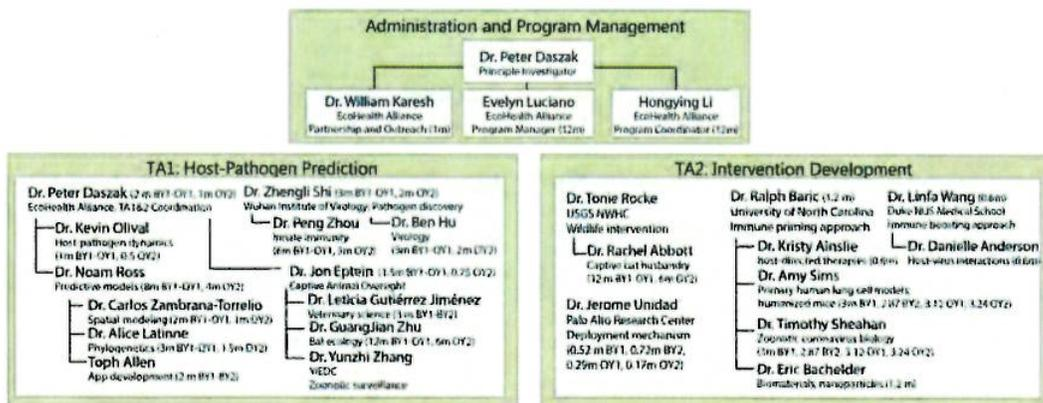 Administration and Program Management
Dr. Peter Daszak
Principle Investigator
Dr. William Karesh
EcoHealth Alliance
Partnership and Outreach (1m)
Evelyn Luciano
EcoHealth Alliance
Program Manager (12m)
Hongying Li
EcoHealth Alliance
Program Coordinator (12m)
TA1: Host-Pathogen Prediction
Dr. Peter Daszak (2 m BY1-OY1, 1m OY2)
EcoHealth Alliance, TA1&2 Coordination
Dr. Kevin Olival
Host pathogen dynamics
(1m BY1-OY1, 0.5 OY2)
Dr. Noam Ross
Predictive models (8m BY1-OY1, 4m OY2)
Dr. Carlos Zambrana-Torrelio
Spatial modeling (2m BY1-OY1, 1m OY2)
Dr. Alice Latinne
Phylogenetics (3m BY1-OY1, 1.5m OY2)
Toph Allen
App development (2 m BY1-BY2)
Dr. Zhengli Shi (3m BY1-OY1, 2m OY2)
Wuhan Institute of Virology, Pathogen discovery
Dr. Peng Zhou
Innate immunity
(6m BY1-OY1, 3m OY2)
Dr. Ben Hu
Virology
(3m BY1-OY1, 2m OY2)
Dr. Jon Eptein (1.5m BY1-OY1, 0.75 OY2)
Captive Animal Oversight
Dr. Leticia Gutiérrez Jiménez
Veterinary science (3m BY1-BY2)
Dr. GuangJian Zhu
Bat ecology (12m BY1-OY1, 6m OY2)
Dr. Yunzhi Zhang
YIEDC
Zoonotic surveillance
TA2: Intervention Development
Dr. Tonie Rocke
USGS NWHC
Wildlife intervention
Dr. Rachel Abbott
Captive bat husbandry
(12 m BY1-OY1, 6m OY2)
Dr. Jerome Unidad
Palo Alto Research Center
Deployment mechanism
(0.52 m BY1, 0.72m BY2,
0.29m OY1, 0.17m OY2)
Dr. Ralph Baric (1.2 m)
University of North Carolina
Immune priming approach
Dr. Kristy Ainslie
host-directed therapies (0.6m)
Dr. Amy Sims
Primary human lung cell models
humanized mice (3m BY1, 2.87 BY2, 3.12 OY1, 3.24 OY2)
Dr. Timothy Sheahan
Zoonotic coronavirus biology
(3m BY1, 2.87 BY2, 3.12 OY1, 3.24 OY2)
Dr. Eric Bachelder
Biomaterials, nanoparticles (1.2 m)
Dr. Linfa Wang (0.6m)
Duke NUS Medical School
Immune boosting approach
Dr. Danielle Anderson
Host-virus interactions (0.6m)